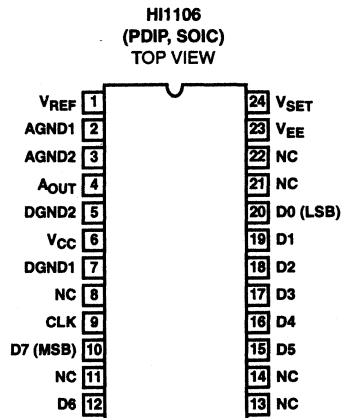 HI1106
(PDIP, SOIC)
TOP VIEW
VREF 1 24 VSET
AGND1 2 23 VEE
AGND2 3 22 NC
AOUT 4 21 NC
DGND2 5 20 D0 (LSB)
VCC 6 19 D1
DGND1 7 18 D2
NC 8 17 D3
CLK 9 16 D4
D7 (MSB) 10 15 D5
NC 11 14 NC
D6 12 13 NC